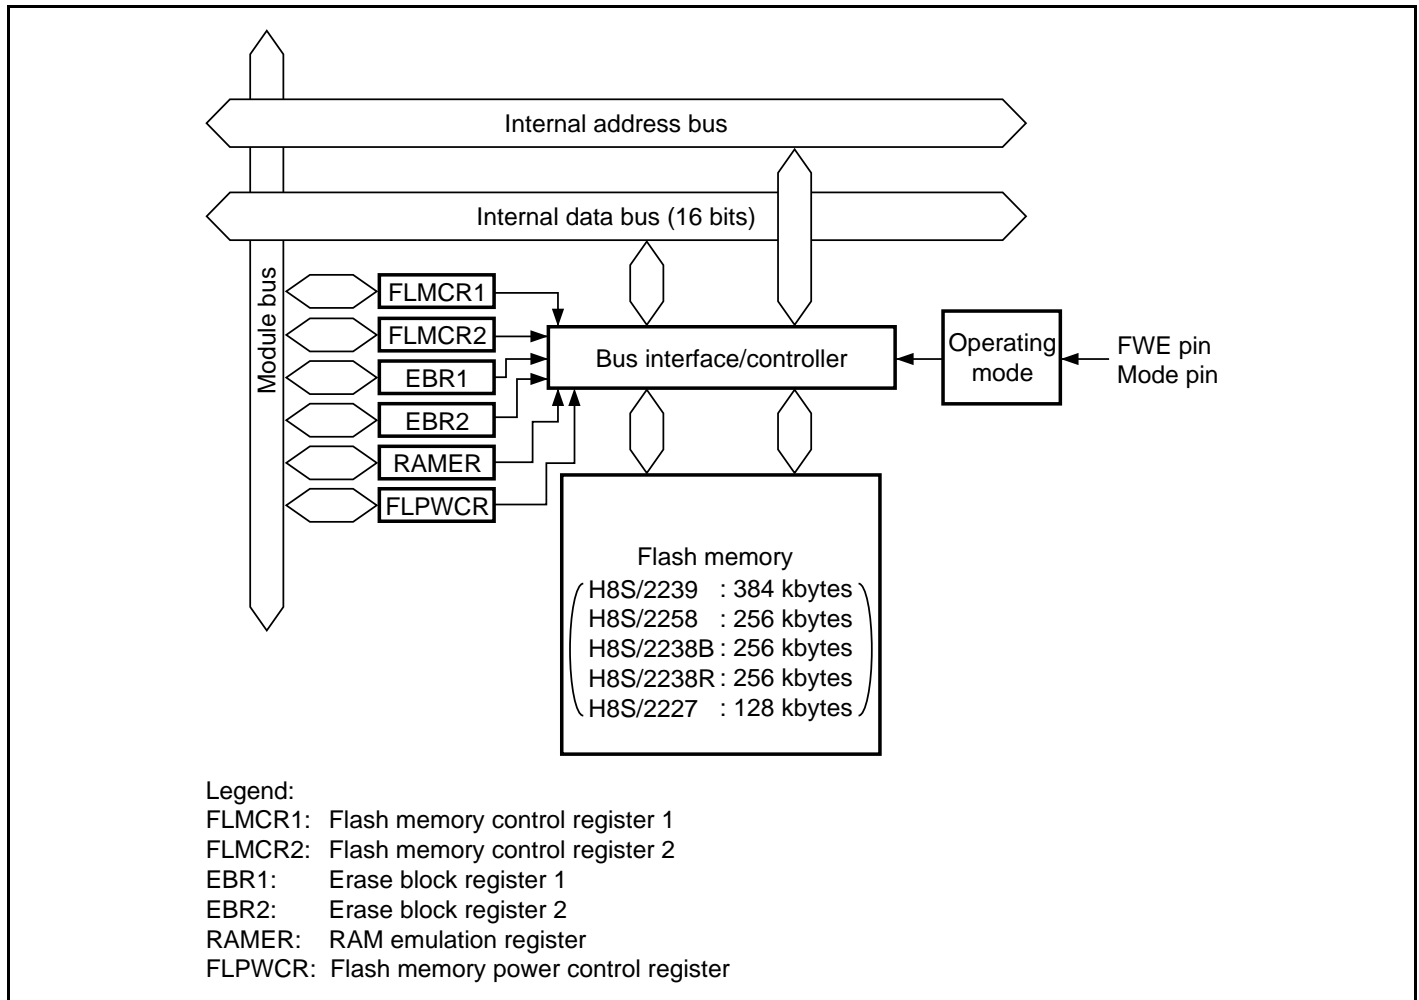 Internal address bus
Internal data bus (16 bits)
Module bus
FLMCR1
FLMCR2
EBR1
EBR2
RAMER
FLPWCR
Bus interface/controller
Operating
mode
FWE pin
Mode pin
Flash memory
H8S/2239 : 384 kbytes
H8S/2258 : 256 kbytes
H8S/2238B : 256 kbytes
H8S/2238R : 256 kbytes
H8S/2227 : 128 kbytes
Legend:
FLMCR1: Flash memory control register 1
FLMCR2: Flash memory control register 2
EBR1: Erase block register 1
EBR2: Erase block register 2
RAMER: RAM emulation register
FLPWCR: Flash memory power control register